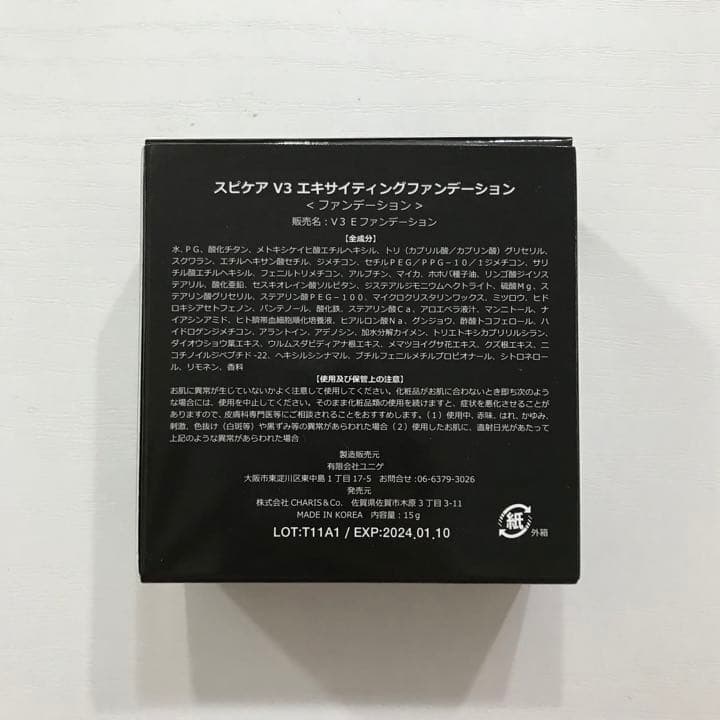 スピケア V3 エキサイティングファンデーション
< ファンデーション >
販売名：V３ E ファンデーション
【全成分】
水、PG、酸化チタン、メトキシケイヒ酸エチルヘキシル、トリ（カプリル酸／カプリン酸）グリセリル、
スクワラン、エチルヘキサン酸セチル、ジメチコン、セチルPEG／PPG－10／1ジメチコン、サリ
チル酸エチルヘキシル、フェニルトリメチコン、アルブチン、マイカ、ホホバ種子油、リンゴ酸ジイソス
テアリル、酸化亜鉛、セスキオレイン酸ソルビタン、ジステアルジモニウムヘクトライト、硫酸Mg、ス
テアリン酸グリセリル、ステアリン酸PEG－100、マイクロクリスタリンワックス、ミツロウ、ヒド
ロキシアセトフェノン、パンテノール、酸化鉄、ステアリン酸Ca、アロエベラ液汁、マンニトール、ナ
イアシンアミド、ヒト臍帯血細胞順化培養液、ヒアルロン酸Na、グンジョウ、酢酸トコフェロール、ハ
イドロゲンジメチコン、アラントイン、アデノシン、加水分解カイメン、トリエトキシカプリリルシラン、
ダイオウショウ葉エキス、ウルムスダビディアナ根エキス、メマツヨイグサ花エキス、クズ根エキス、ニ
コチノイルジペプチド -22、ヘキシルシンナマル、ブチルフェニルメチルプロピオナール、シトロネロー
ル、リモネン、香料
【使用及び保管上の注意】
お肌に異常が生じていないかよく注意して使用してください。化粧品がお肌に合わないとき即ち次のよう
な場合には、使用を中止してください。そのまま化粧品類の使用を続けますと、症状を悪化させることが
ありますので、皮膚科専門医等にご相談されることをおすすめします。（1）使用中、赤味、はれ、かゆみ、
刺激、色抜け（白斑等）や黒ずみ等の異常があらわれた場合（2）使用したお肌に、直射日光があたって
上記のような異常があらわれた場合
製造販売元
有限会社ユニゲ
大阪市東淀川区東中島 1 丁目 17-5 お問合せ :06-6379-3026
発売元
株式会社 CHARIS＆Co. 佐賀県佐賀市木原 3 丁目 3-11
MADE IN KOREA 内容量：15ｇ
LOT:T11A1 / EXP:2024.01.10
紙
外箱